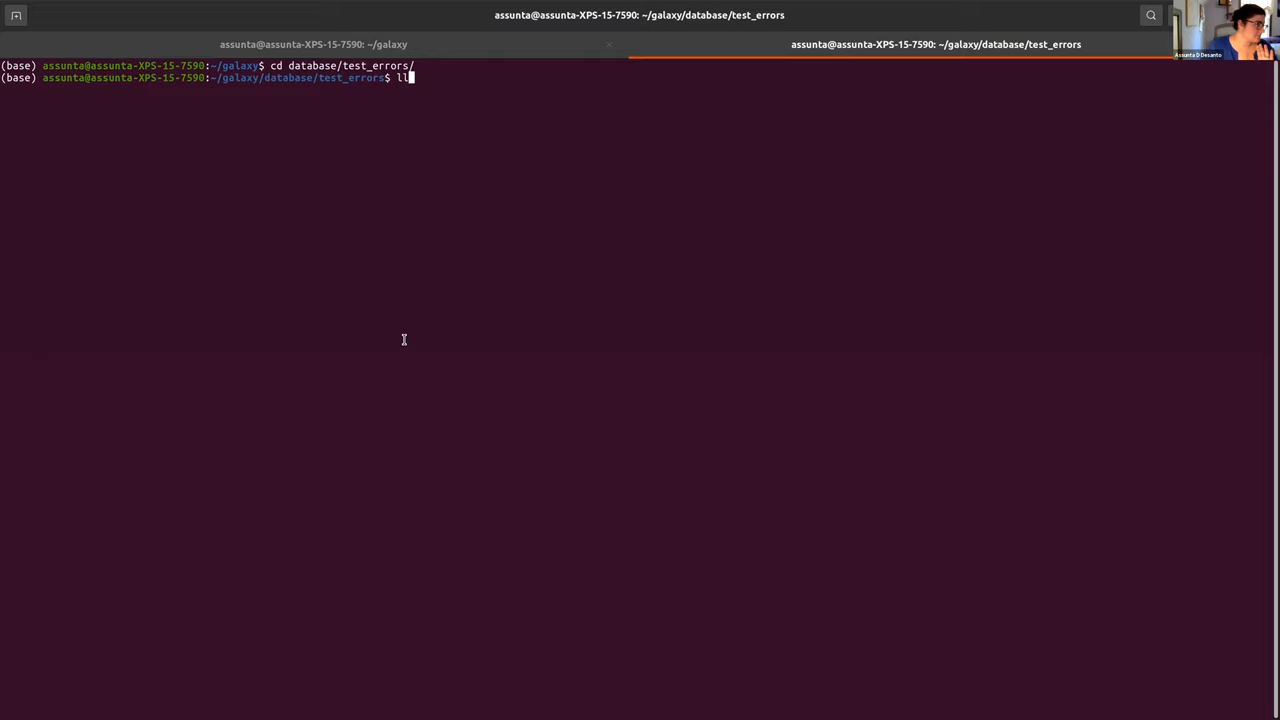 assunta@assunta-XPS-15-7590: ~/galaxy/database/test_errors
assunta@assunta-XPS-15-7590: ~/galaxy
assunta@assunta-XPS-15-7590: ~/galaxy/database/test_errors
Assunta D Desanto
(base) assunta@assunta-XPS-15-7590:~/galaxy$ cd database/test_errors/
(base) assunta@assunta-XPS-15-7590:~/galaxy/database/test_errors$ ll